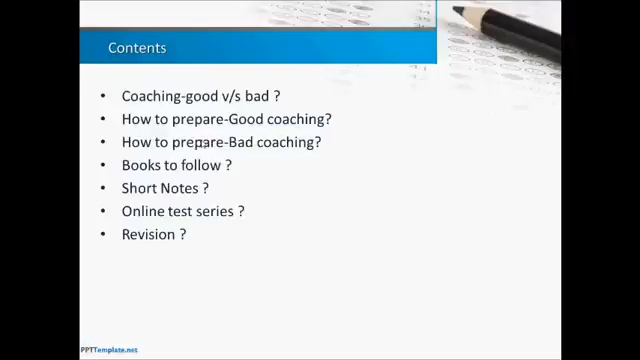 Contents
• Coaching-good v/s bad ?
• How to prepare-Good coaching?
• How to prepare-Bad coaching?
• Books to follow ?
• Short Notes ?
• Online test series ?
• Revision ?
PPTTemplate.net